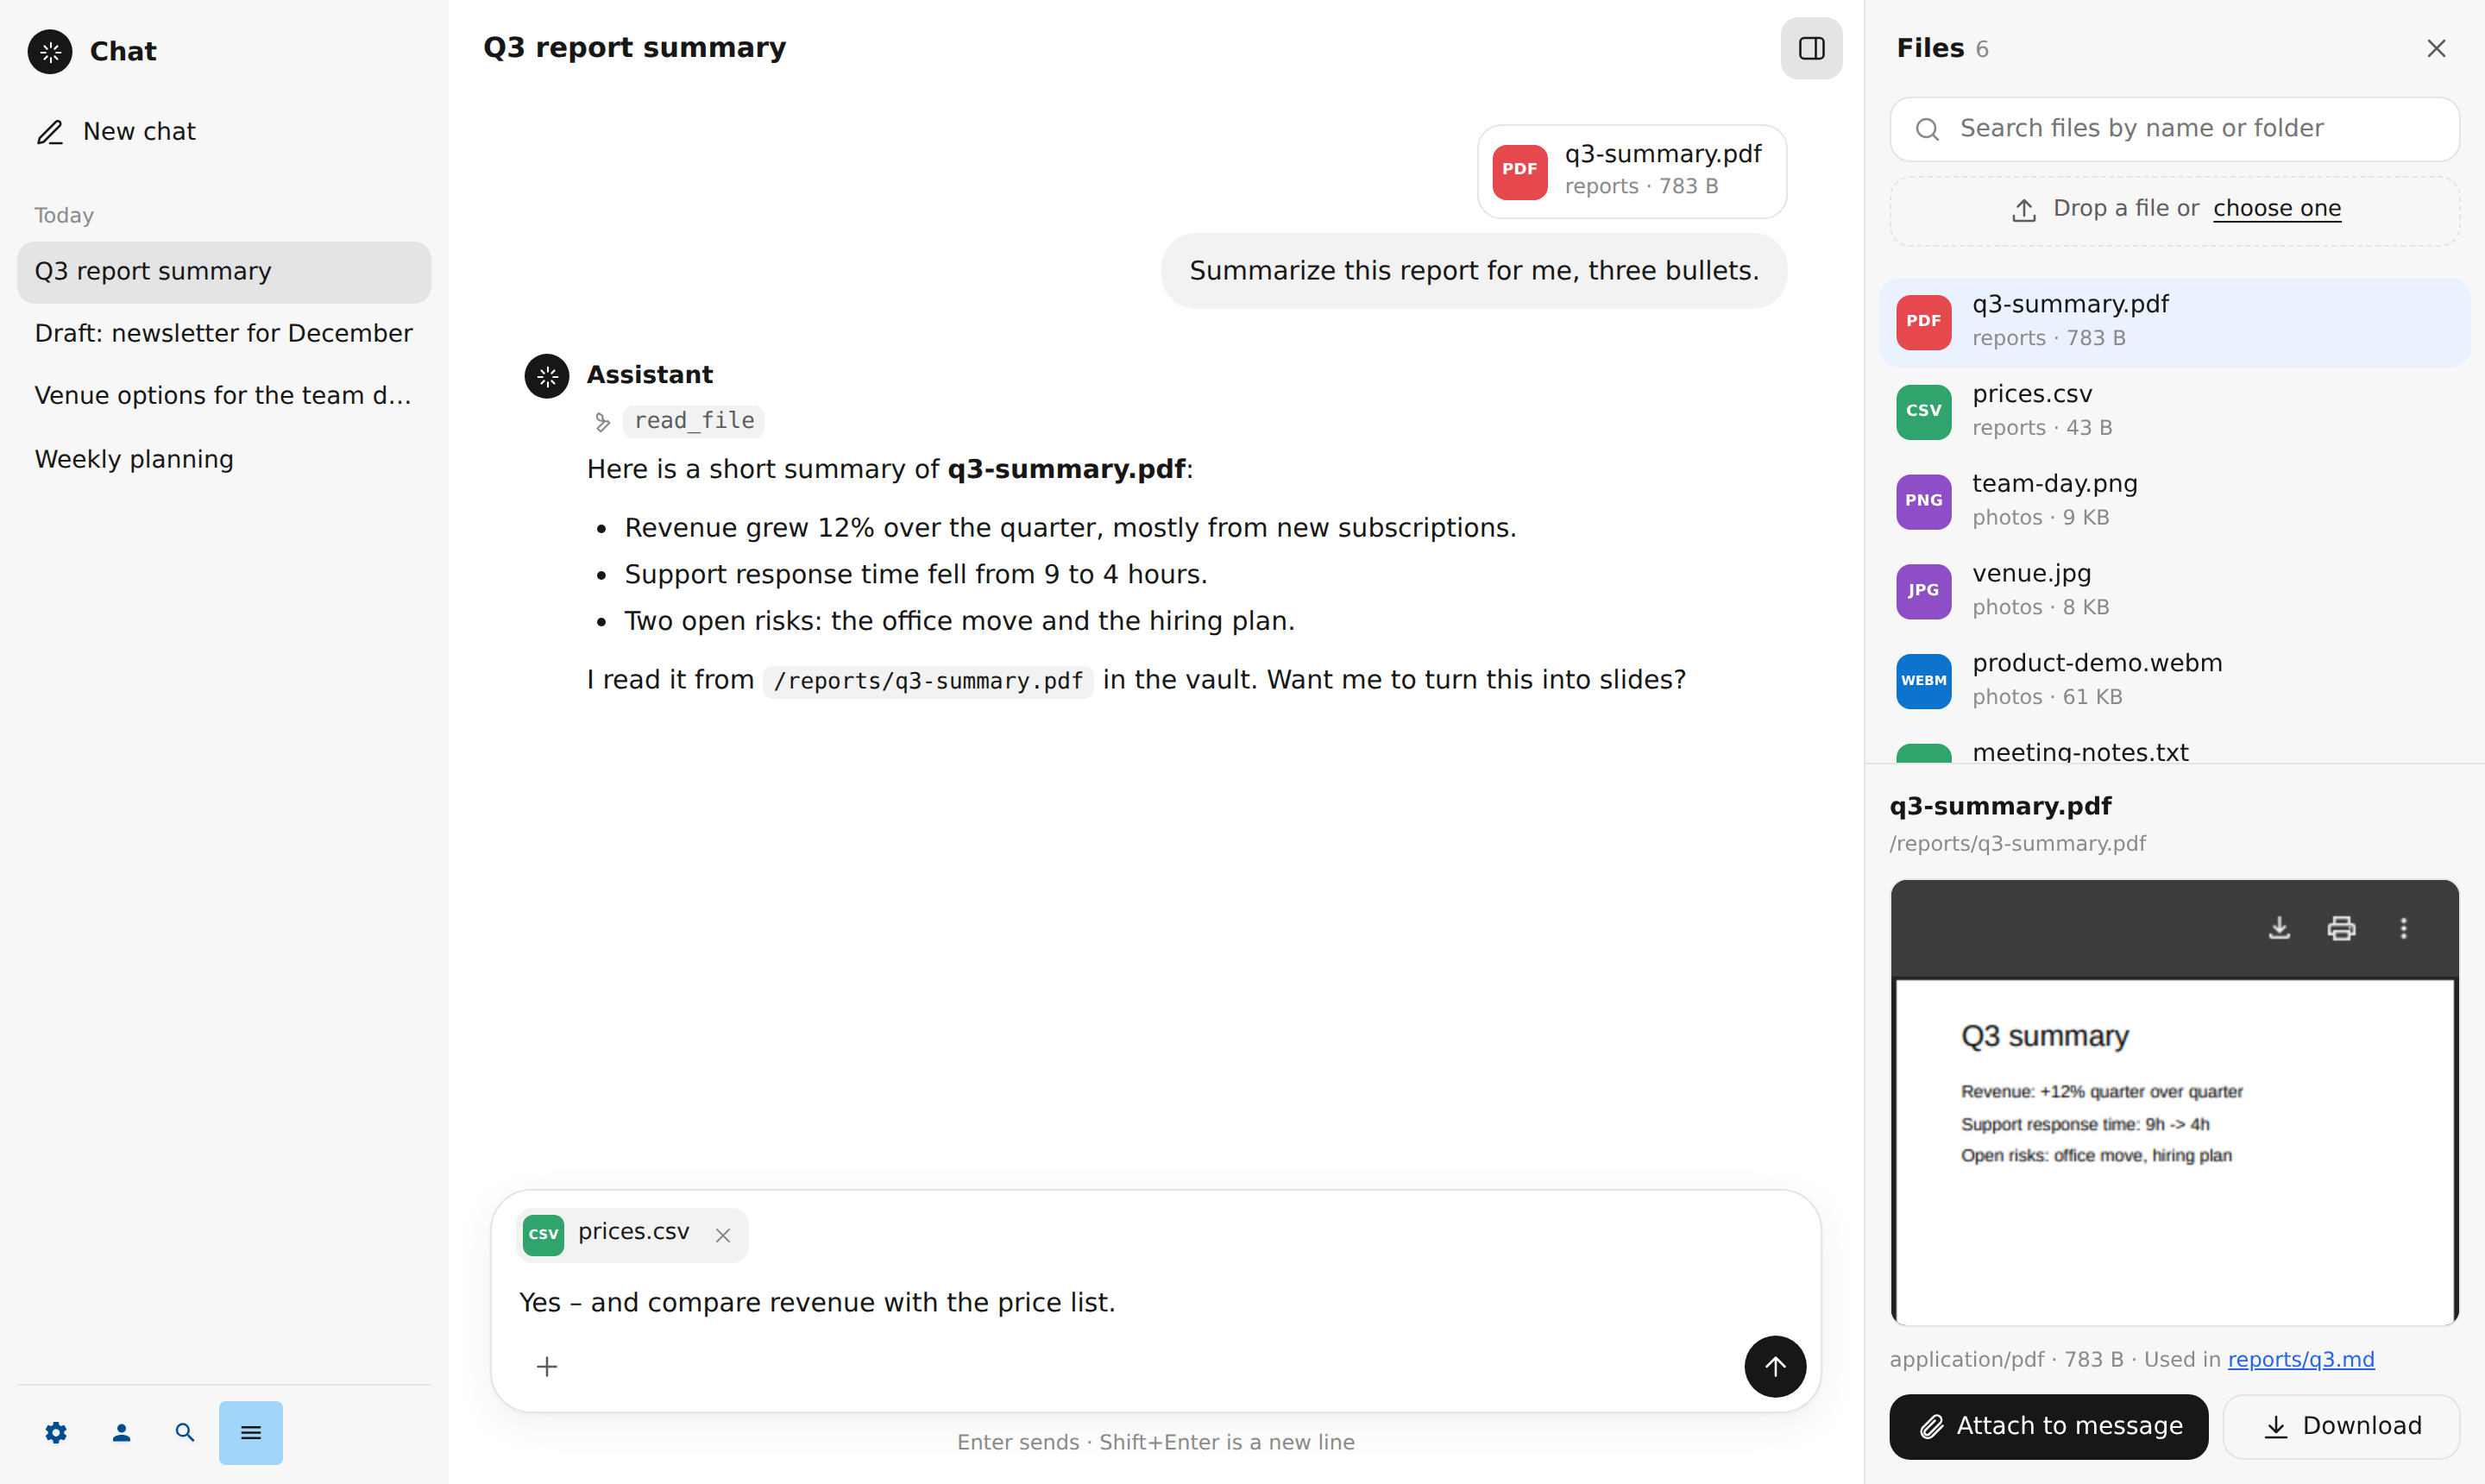 Chat
New chat
Today
Q3 report summary
Draft: newsletter for December
Venue options for the team d…
Weekly planning
Q3 report summary
PDF
q3-summary.pdf
reports · 783 B
Summarize this report for me, three bullets.
Assistant
read_file
Here is a short summary of q3-summary.pdf:
• Revenue grew 12% over the quarter, mostly from new subscriptions.
• Support response time fell from 9 to 4 hours.
• Two open risks: the office move and the hiring plan.
I read it from /reports/q3-summary.pdf in the vault. Want me to turn this into slides?
CSV prices.csv
Yes – and compare revenue with the price list.
Enter sends · Shift+Enter is a new line
Files 6
Search files by name or folder
Drop a file or choose one
PDF
q3-summary.pdf
reports · 783 B
CSV
prices.csv
reports · 43 B
PNG
team-day.png
photos · 9 KB
JPG
venue.jpg
photos · 8 KB
WEBM
product-demo.webm
photos · 61 KB
meeting-notes.txt
q3-summary.pdf
/reports/q3-summary.pdf
Q3 summary
Revenue: +12% quarter over quarter
Support response time: 9h -> 4h
Open risks: office move, hiring plan
application/pdf · 783 B · Used in reports/q3.md
Attach to message
Download